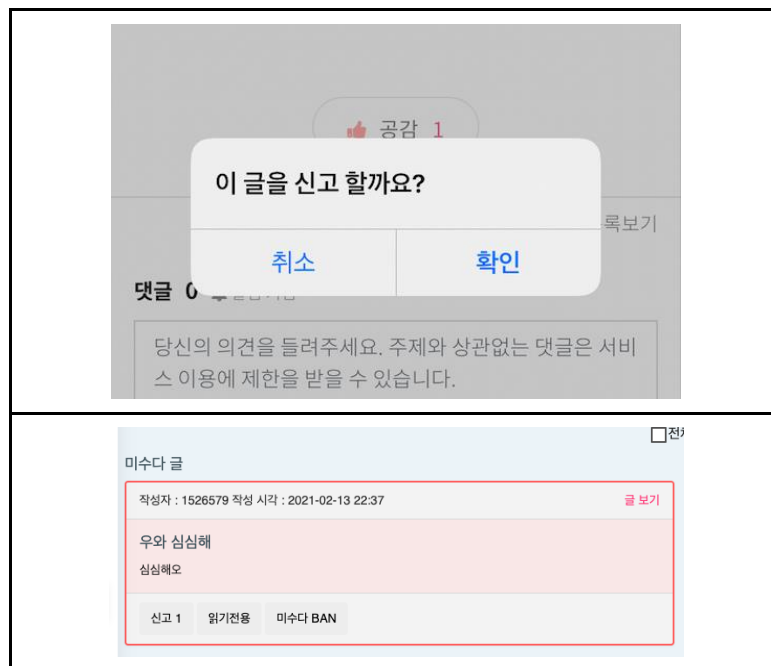 공감 1
이 글을 신고 할까요?
록보기
취소 확인
댓글 0
당신의 의견을 들려주세요. 주제와 상관없는 댓글은 서비
스 이용에 제한을 받을 수 있습니다.
전체
미수다 글
작성자 : 1526579 작성 시각 : 2021-02-13 22:37 글 보기
우와 심심해
심심해오
신고 1 읽기전용 미수다 BAN